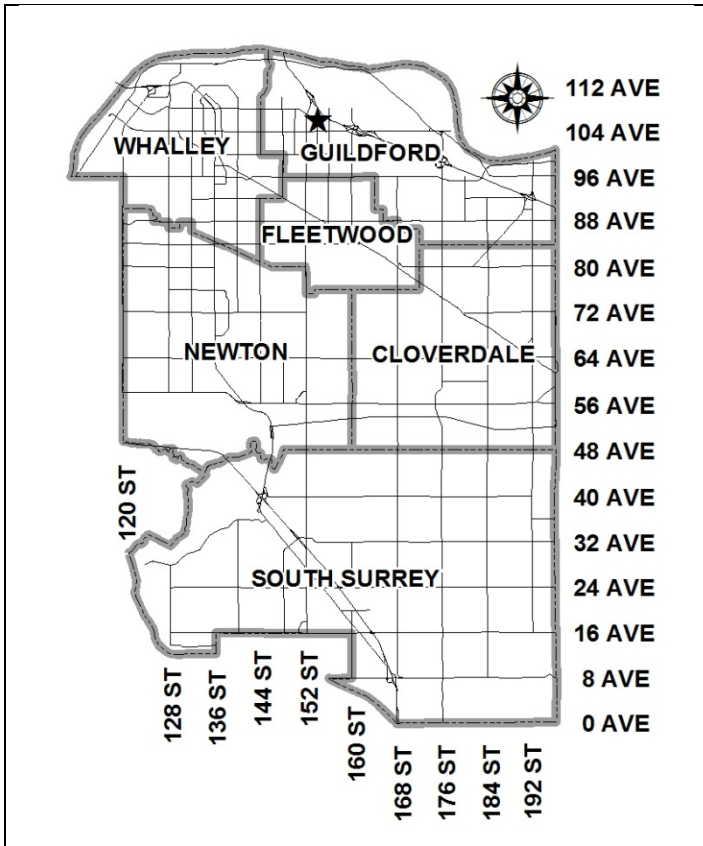 112 AVE
104 AVE
WHALLEY
GUILDFORD
96 AVE
88 AVE
FLEETWOOD
80 AVE
72 AVE
NEWTON
CLOVERDALE
64 AVE
56 AVE
48 AVE
120 ST
40 AVE
32 AVE
SOUTH SURREY
24 AVE
16 AVE
8 AVE
0 AVE
128 ST
136 ST
144 ST
152 ST
160 ST
168 ST
176 ST
184 ST
192 ST